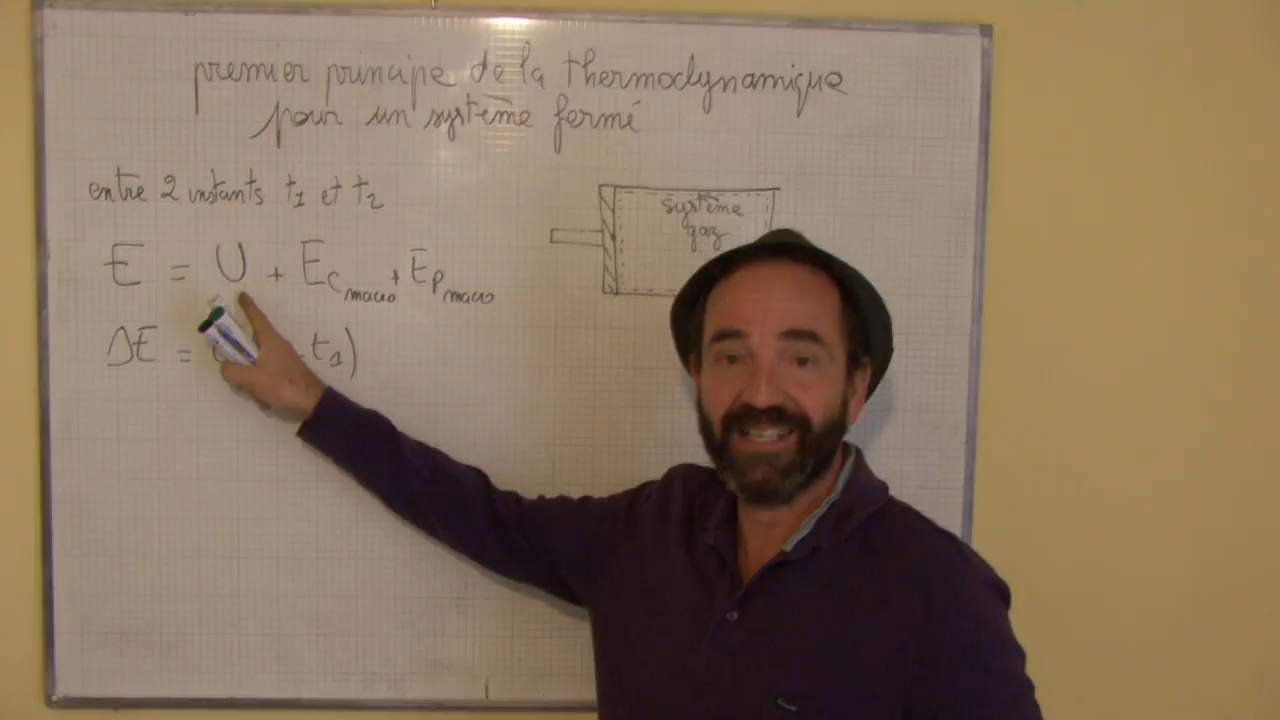 premier principe de la thermodynamique
pour un système fermé
entre 2 instants t1 et t2
système
gaz
E = U + Ec macro + Ep macro
ΔE = t1)